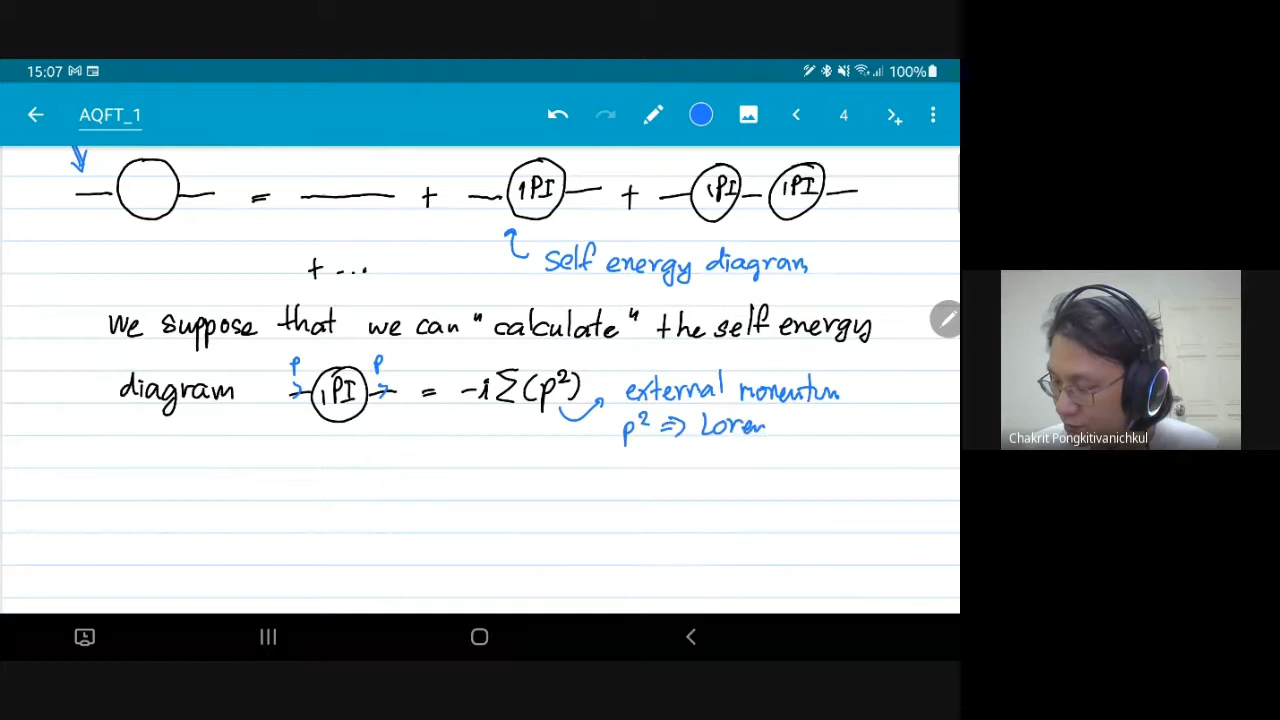 15:07 100%
AQFT_1 4
= + 1PI + 1PI 1PI
self energy diagram
+ ...
We suppose that we can "calculate" the self energy
p p
diagram 1PI = -i Σ(p²) external momentum
p² => Loren
Chakrit Pongkitivanichkul